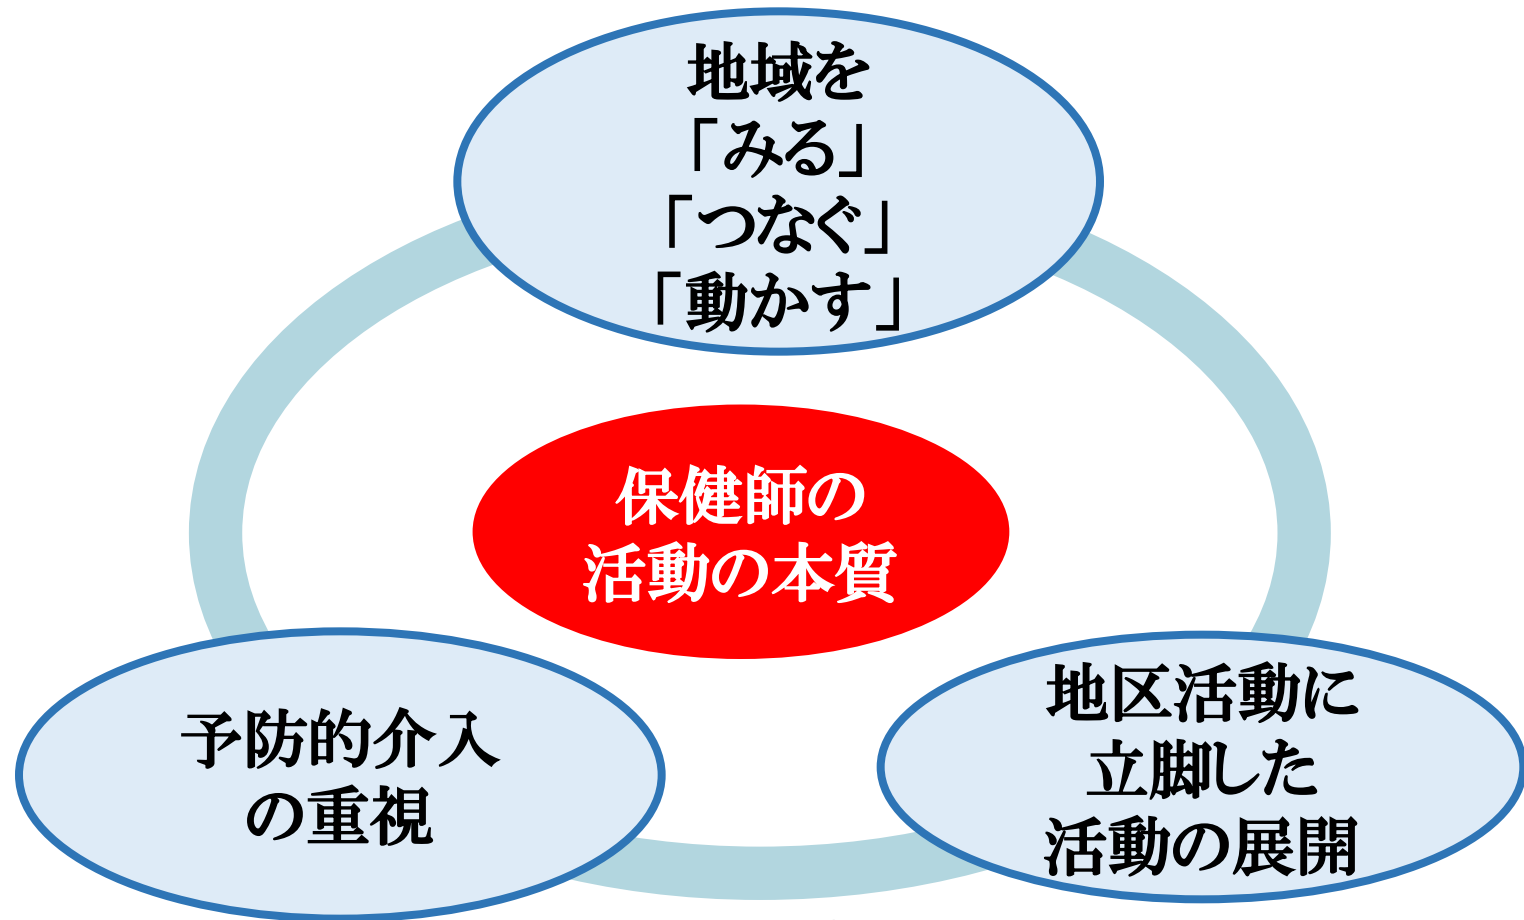 地域を
「みる」
「つなぐ」
「動かす」
保健師の
活動の本質
予防的介入
の重視
地区活動に
立脚した
活動の展開